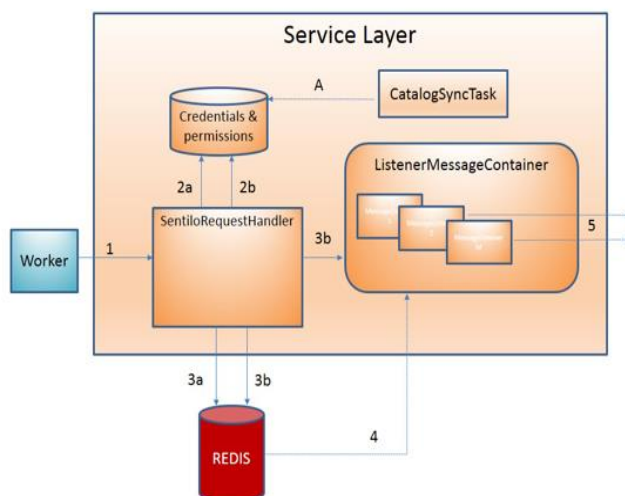 Service Layer
A
CatalogSyncTask
Credentials &
permissions
ListenerMessageContainer
2a
2b
SentiloRequestHandler
1
3b
5
Worker
3a
3b
4
REDIS